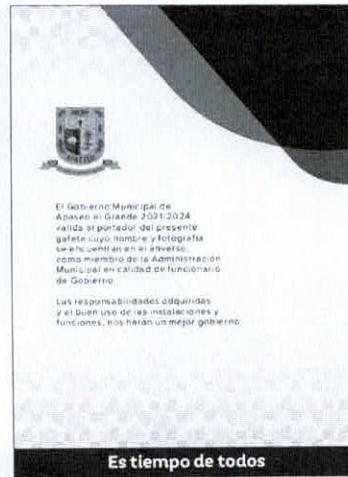 El Gobierno Municipal de
Apaseo el Grande 2021-2024
valida al portador del presente
gafete cuyo nombre y fotografía
se encuentran en el anverso,
como miembro de la Administración
Municipal en calidad de funcionario
de Gobierno.
Las responsabilidades adquiridas
y el buen uso de las instalaciones y
funciones, nos harán un mejor gobierno.
Es tiempo de todos